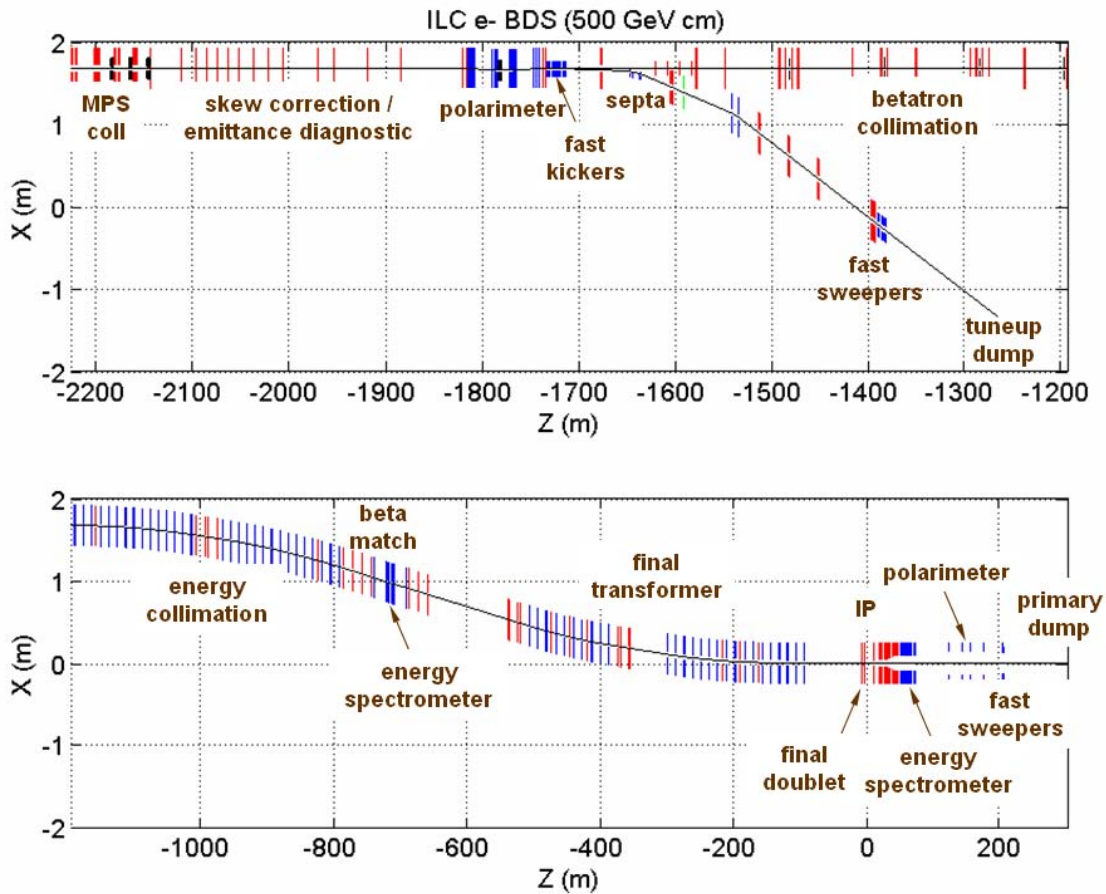 ILC e- BDS (500 GeV cm)
2
1
0
-1
-2
X (m)
MPS
coll
skew correction /
emittance diagnostic
polarimeter
fast
kickers
septa
betatron
collimation
fast
sweepers
tuneup
dump
-2200 -2100 -2000 -1900 -1800 -1700 -1600 -1500 -1400 -1300 -1200
Z (m)
2
1
0
-1
-2
X (m)
energy
collimation
beta
match
energy
spectrometer
final
transformer
IP
polarimeter
primary
dump
final
doublet
energy
spectrometer
fast
sweepers
-1000 -800 -600 -400 -200 0 200
Z (m)